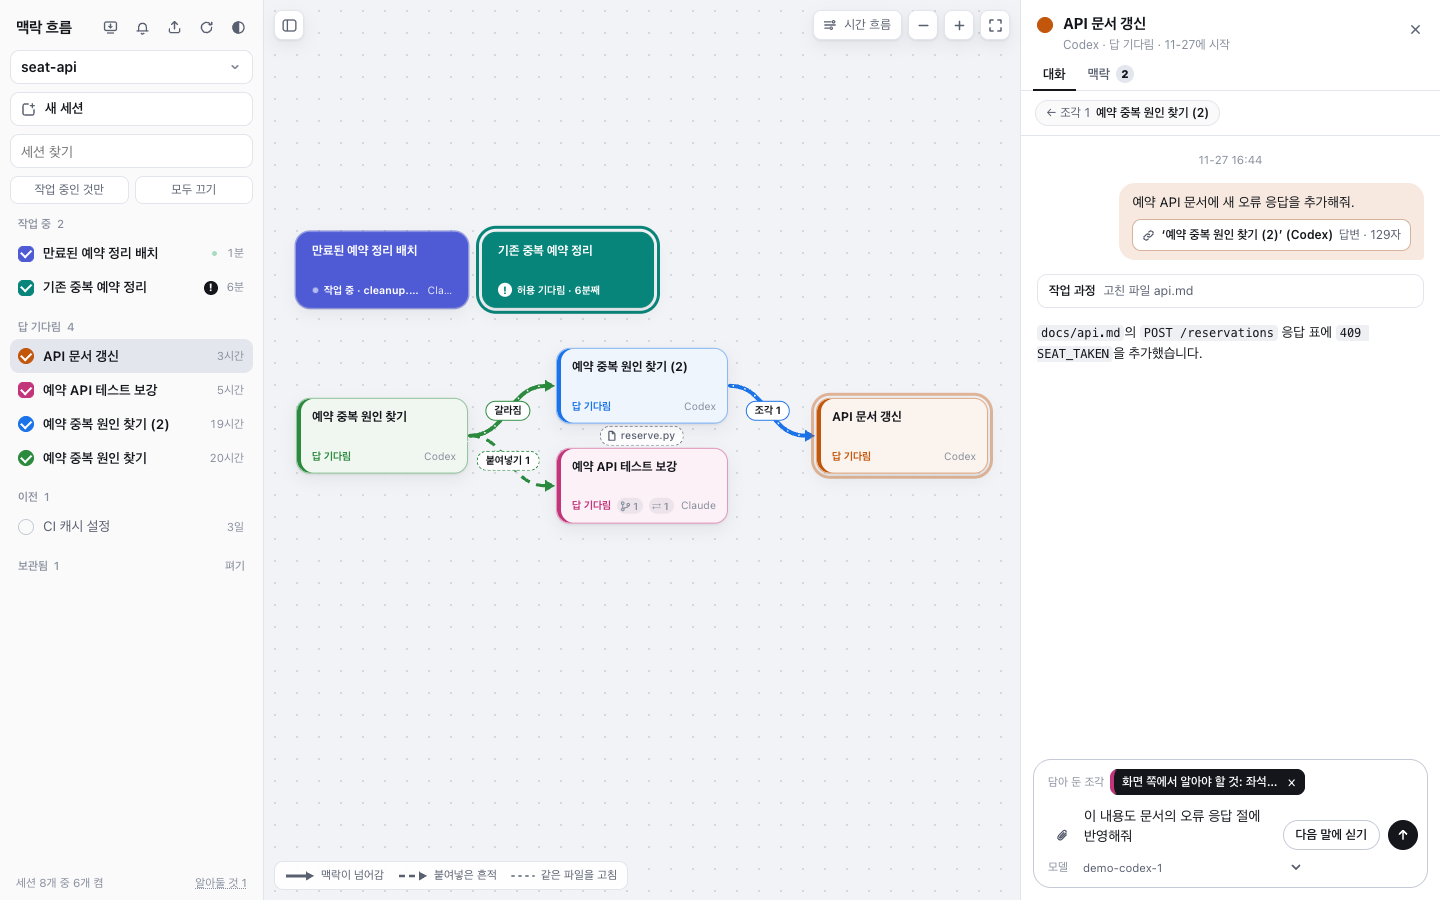 맥락 흐름
seat-api
새 세션
세션 찾기
작업 중인 것만
모두 끄기
작업 중 2
만료된 예약 정리 배치 1분
기존 중복 예약 정리 ! 6분
답 기다림 4
API 문서 갱신 3시간
예약 API 테스트 보강 5시간
예약 중복 원인 찾기 (2) 19시간
예약 중복 원인 찾기 20시간
이전 1
CI 캐시 설정 3일
보관됨 1 펴기
세션 8개 중 6개 켬 알아둘 것 1
시간 흐름
만료된 예약 정리 배치
작업 중 · cleanup.... Cla...
기존 중복 예약 정리
! 허용 기다림 · 6분째
예약 중복 원인 찾기
답 기다림 Codex
갈라짐
붙여넣기 1
예약 중복 원인 찾기 (2)
답 기다림 Codex
reserve.py
예약 API 테스트 보강
답 기다림 1 1 Claude
조각 1
API 문서 갱신
답 기다림 Codex
맥락이 넘어감
붙여넣은 흔적
같은 파일을 고침
API 문서 갱신
Codex · 답 기다림 · 11-27에 시작
대화
맥락 2
← 조각 1 예약 중복 원인 찾기 (2)
11-27 16:44
예약 API 문서에 새 오류 응답을 추가해줘.
‘예약 중복 원인 찾기 (2)’ (Codex) 답변 · 129자
작업 과정 고친 파일 api.md
docs/api.md 의 POST /reservations 응답 표에 409
SEAT_TAKEN 을 추가했습니다.
담아 둔 조각 화면 쪽에서 알아야 할 것: 좌석... ×
이 내용도 문서의 오류 응답 절에
반영해줘
다음 말에 싣기
모델 demo-codex-1